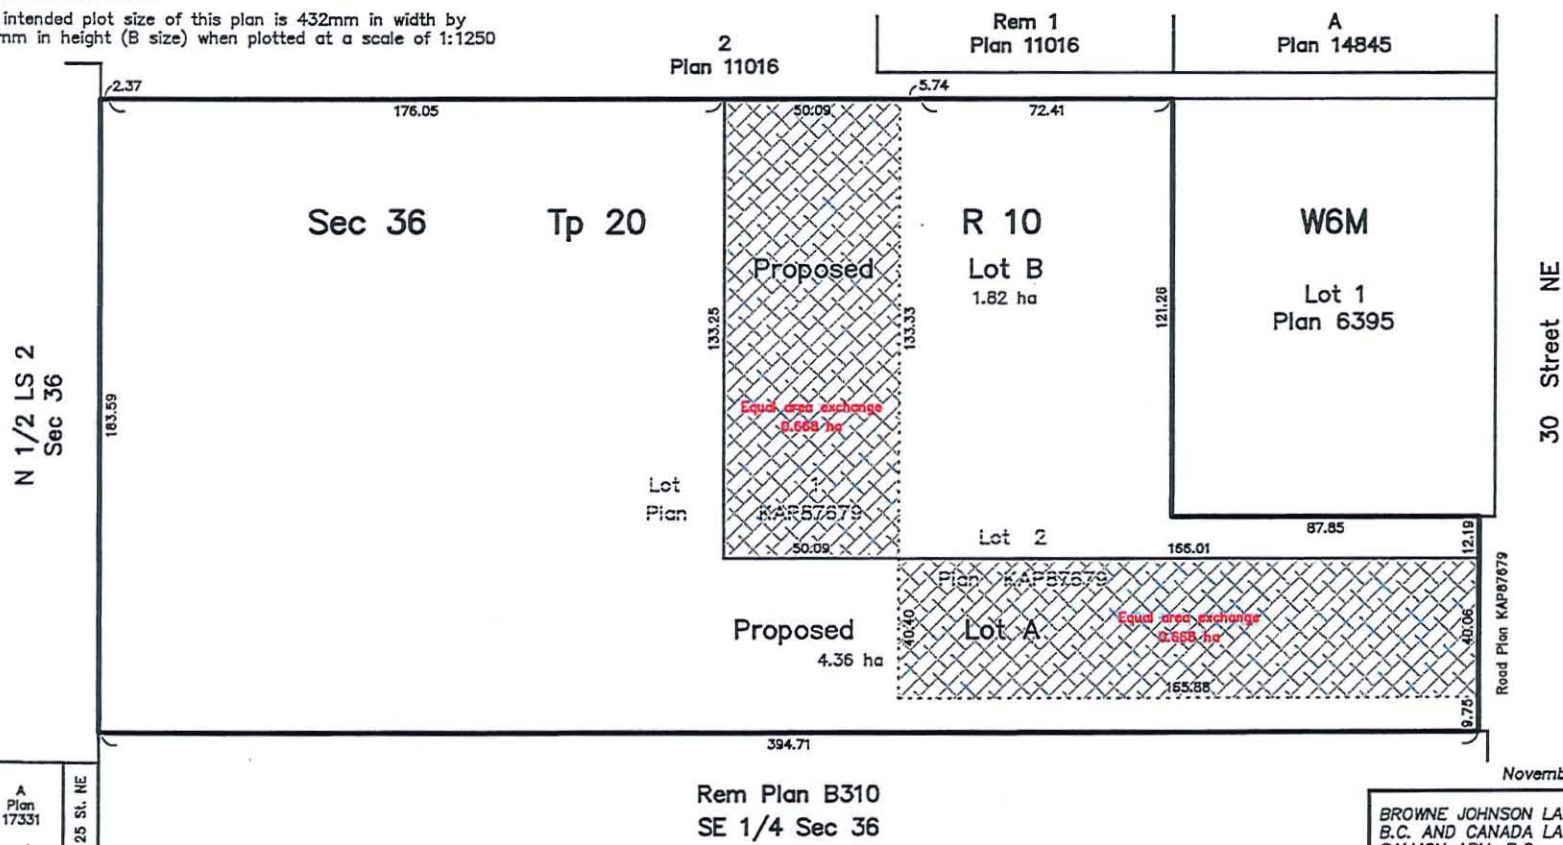 intended plot size of this plan is 432mm in width by
mm in height (B size) when plotted at a scale of 1:1250
2
Plan 11016
Rem 1
Plan 11016
A
Plan 14845
2.37
176.05
50.09
5.74
72.41
Sec 36
Tp 20
R 10
W6M
Proposed
Lot B
1.82 ha
Lot 1
Plan 6395
30 Street NE
N 1/2 LS 2
Sec 36
183.59
133.25
133.33
121.26
Equal area exchange
0.668 ha
Lot 1
Plan KAP87679
50.09
Lot 2
166.01
87.85
12.19
Plan KAP87679
Road Plan KAP87679
Proposed
Lot A
4.36 ha
40.40
Equal area exchange
0.668 ha
40.06
165.88
9.75
394.71
A
Plan
17331
25 St. NE
Rem Plan B310
SE 1/4 Sec 36
BROWNE JOHNSON
B.C. AND CANADA